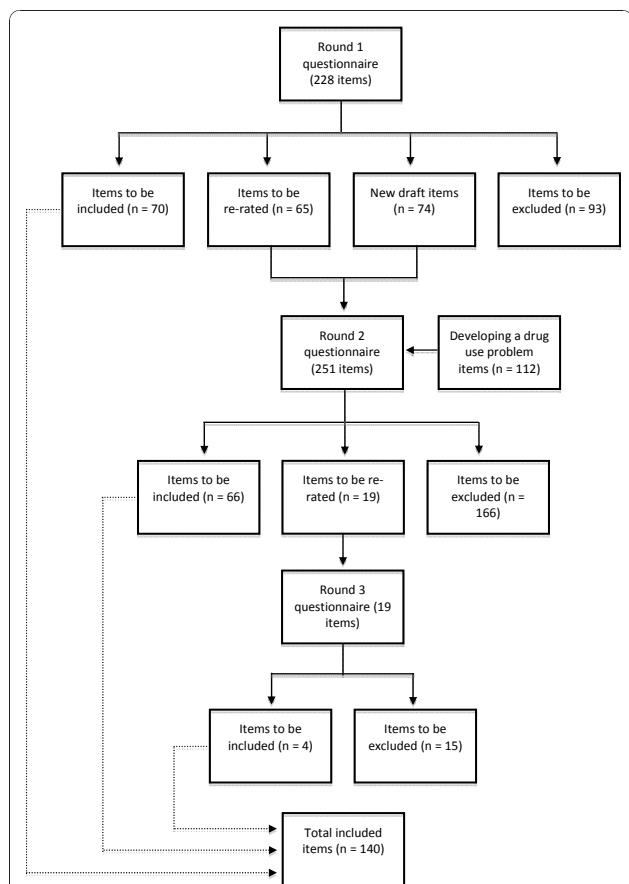 Round 1
questionnaire
(228 items)
Items to be
included (n = 70)
Items to be
re-rated (n = 65)
New draft items
(n = 74)
Items to be
excluded (n = 93)
Round 2
questionnaire
(251 items)
Developing a drug
use problem
items (n = 112)
Items to be
included (n = 66)
Items to be re-
rated (n = 19)
Items to be
excluded (n =
166)
Round 3
questionnaire (19
items)
Items to be
included (n = 4)
Items to be
excluded (n = 15)
Total included
items (n = 140)